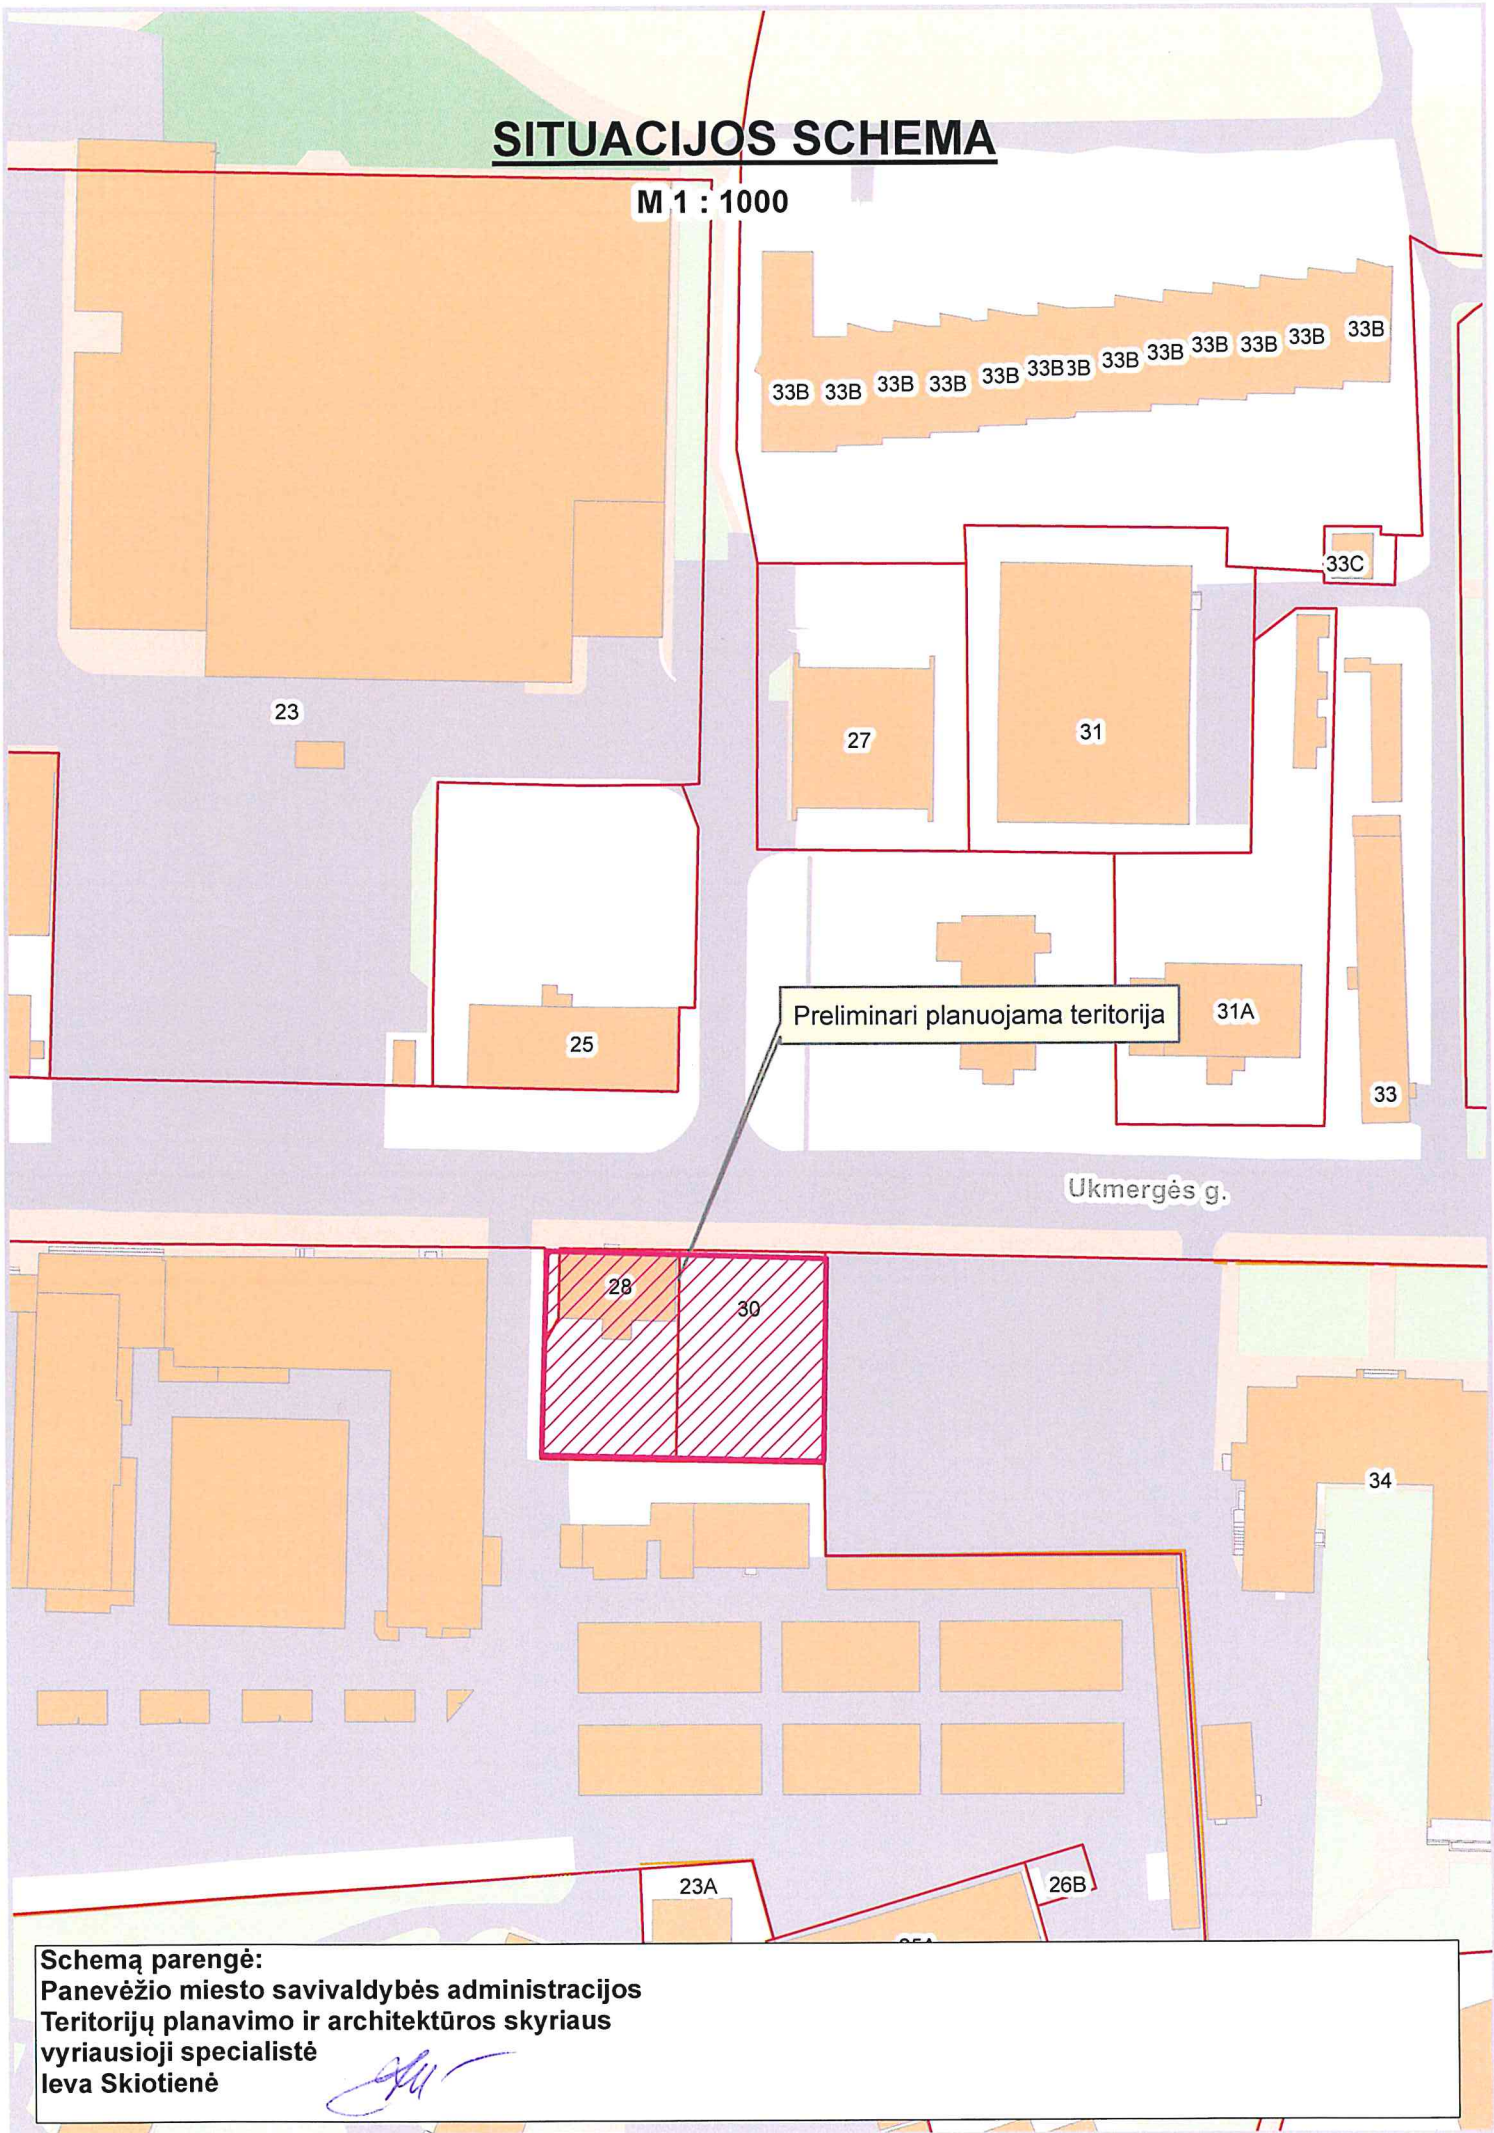 SITUACIJOS SCHEMA
M 1 : 1000
33B 33B 33B 33B 33B 33B 3B 33B 33B 33B 33B 33B 33B
33C
23
27
31
25
Preliminari planuojama teritorija
31A
33
Ukmergės g.
28
30
34
23A
26B
Schemą parengė:
Panevėžio miesto savivaldybės administracijos
Teritorijų planavimo ir architektūros skyriaus
vyriausioji specialistė
Ieva Skiotienė